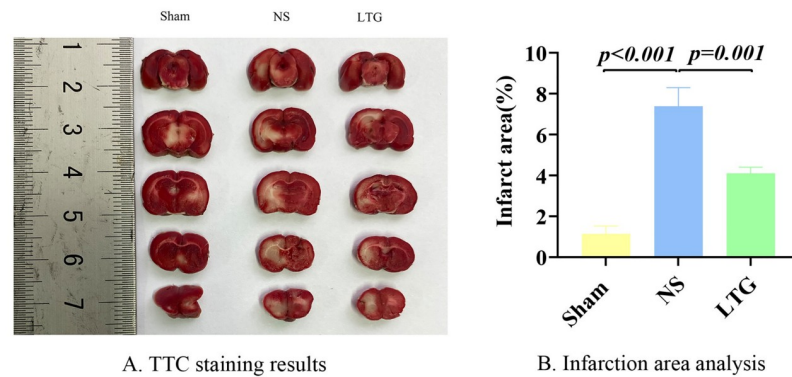 Sham NS LTG
1
2
3
4
5
6
7
A. TTC staining results
10
8
6
4
2
0
Infarct area(%)
p<0.001 p=0.001
Sham NS LTG
B. Infarction area analysis